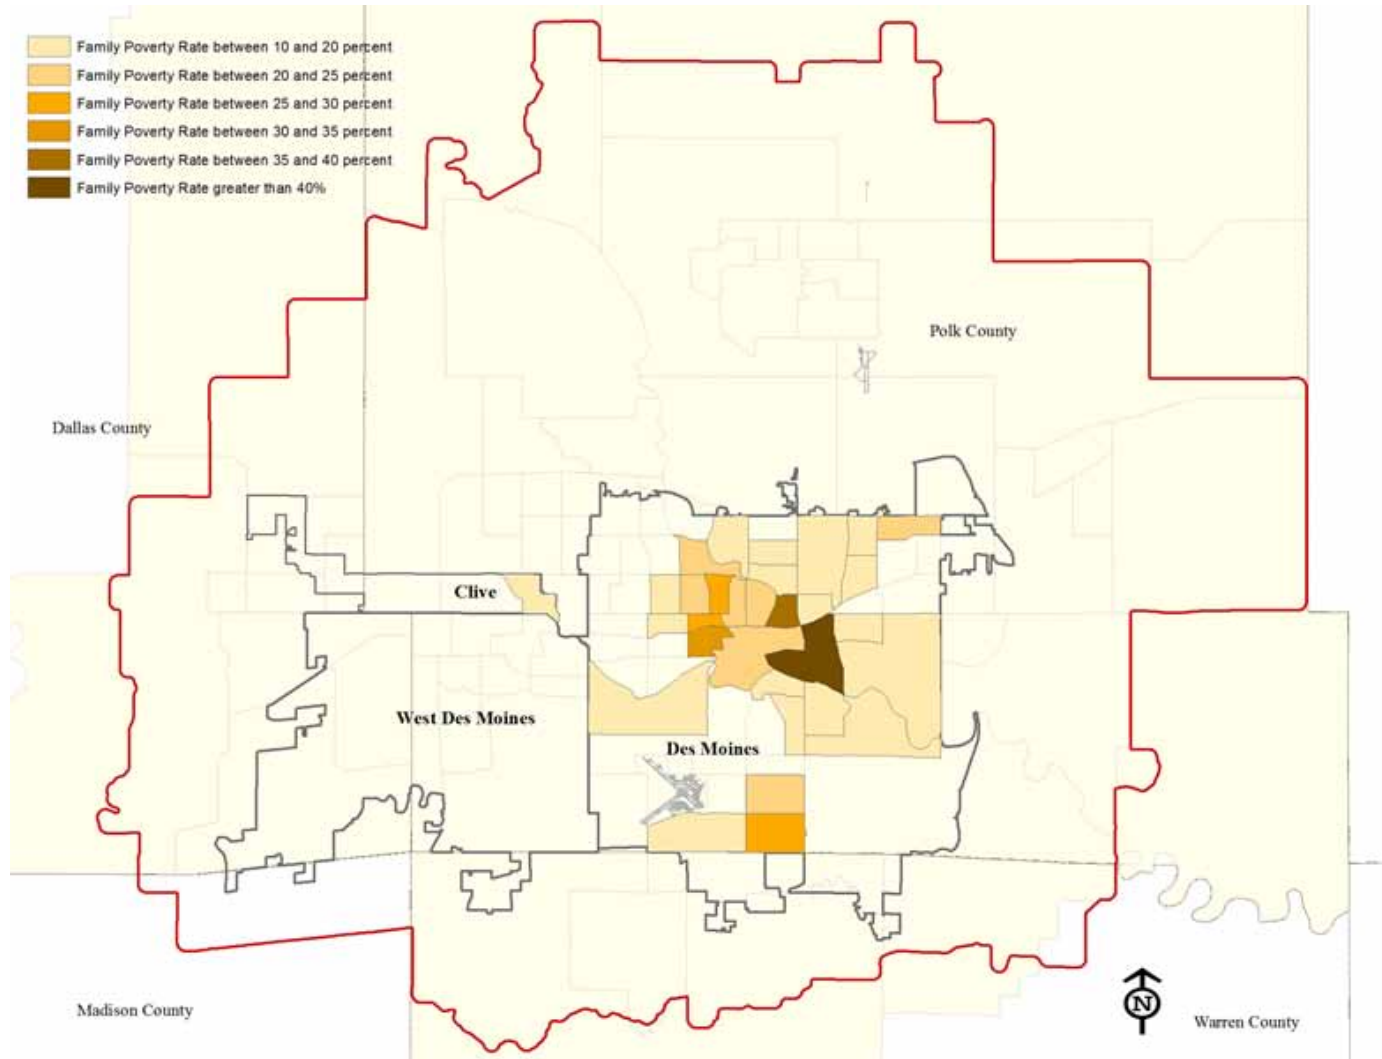 Family Poverty Rate between 10 and 20 percent
Family Poverty Rate between 20 and 25 percent
Family Poverty Rate between 25 and 30 percent
Family Poverty Rate between 30 and 35 percent
Family Poverty Rate between 35 and 40 percent
Family Poverty Rate greater than 40%
Polk County
Dallas County
Clive
West Des Moines
Des Moines
N
Madison County
Warren County